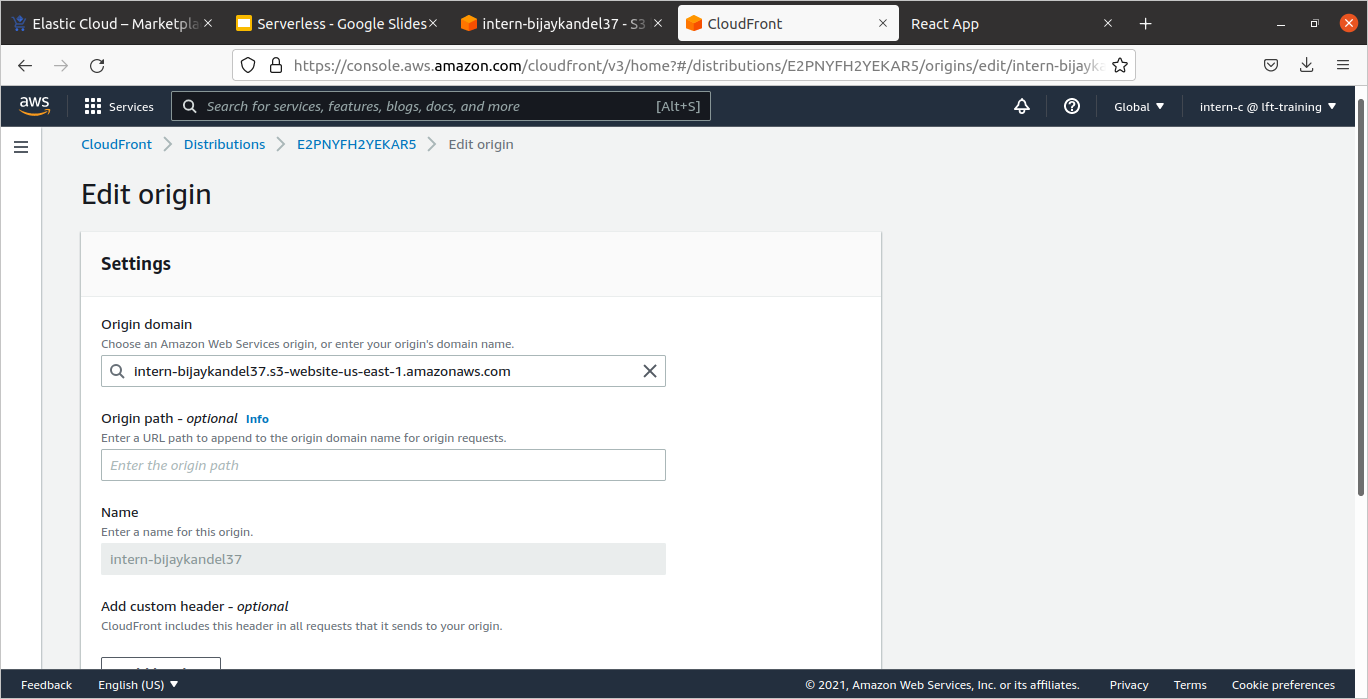 Elastic Cloud – Marketpla
Serverless - Google Slides
intern-bijaykandel37 - S3
CloudFront
React App
https://console.aws.amazon.com/cloudfront/v3/home?#/distributions/E2PNYFH2YEKAR5/origins/edit/intern-bijayka
aws
Services
Search for services, features, blogs, docs, and more
[Alt+S]
Global
intern-c @ lft-training
CloudFront
Distributions
E2PNYFH2YEKAR5
Edit origin
Edit origin
Settings
Origin domain
Choose an Amazon Web Services origin, or enter your origin's domain name.
intern-bijaykandel37.s3-website-us-east-1.amazonaws.com
Origin path - optional Info
Enter a URL path to append to the origin domain name for origin requests.
Enter the origin path
Name
Enter a name for this origin.
intern-bijaykandel37
Add custom header - optional
CloudFront includes this header in all requests that it sends to your origin.
Feedback
English (US)
© 2021, Amazon Web Services, Inc. or its affiliates.
Privacy
Terms
Cookie preferences